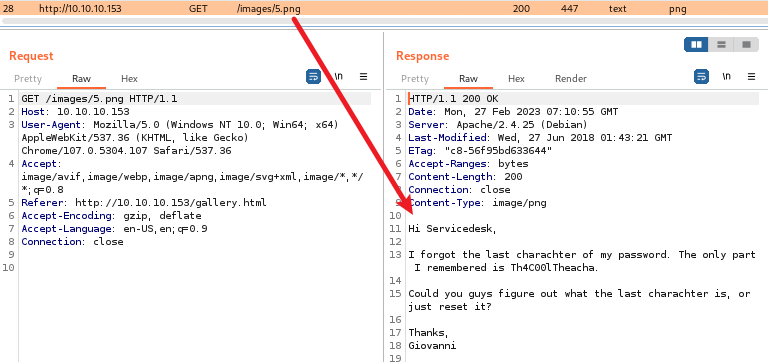 28 http://10.10.10.153 GET /images/5.png 200 447 text png
Request
Response
Pretty Raw Hex
\n
Pretty Raw Hex Render
\n
1 GET /images/5.png HTTP/1.1
2 Host: 10.10.10.153
3 User-Agent: Mozilla/5.0 (Windows NT 10.0; Win64; x64)
AppleWebKit/537.36 (KHTML, like Gecko)
Chrome/107.0.5304.107 Safari/537.36
4 Accept:
image/avif,image/webp,image/apng,image/svg+xml,image/*,*/
*;q=0.8
5 Referer: http://10.10.10.153/gallery.html
6 Accept-Encoding: gzip, deflate
7 Accept-Language: en-US,en;q=0.9
8 Connection: close
9
10
1 HTTP/1.1 200 OK
2 Date: Mon, 27 Feb 2023 07:10:55 GMT
3 Server: Apache/2.4.25 (Debian)
4 Last-Modified: Wed, 27 Jun 2018 01:43:21 GMT
5 ETag: "c8-56f95bd633644"
6 Accept-Ranges: bytes
7 Content-Length: 200
8 Connection: close
9 Content-Type: image/png
10
11 Hi Servicedesk,
12
13 I forgot the last charachter of my password. The only part
I remembered is Th4C00lTheacha.
14
15 Could you guys figure out what the last charachter is, or
just reset it?
16
17 Thanks,
18 Giovanni
19